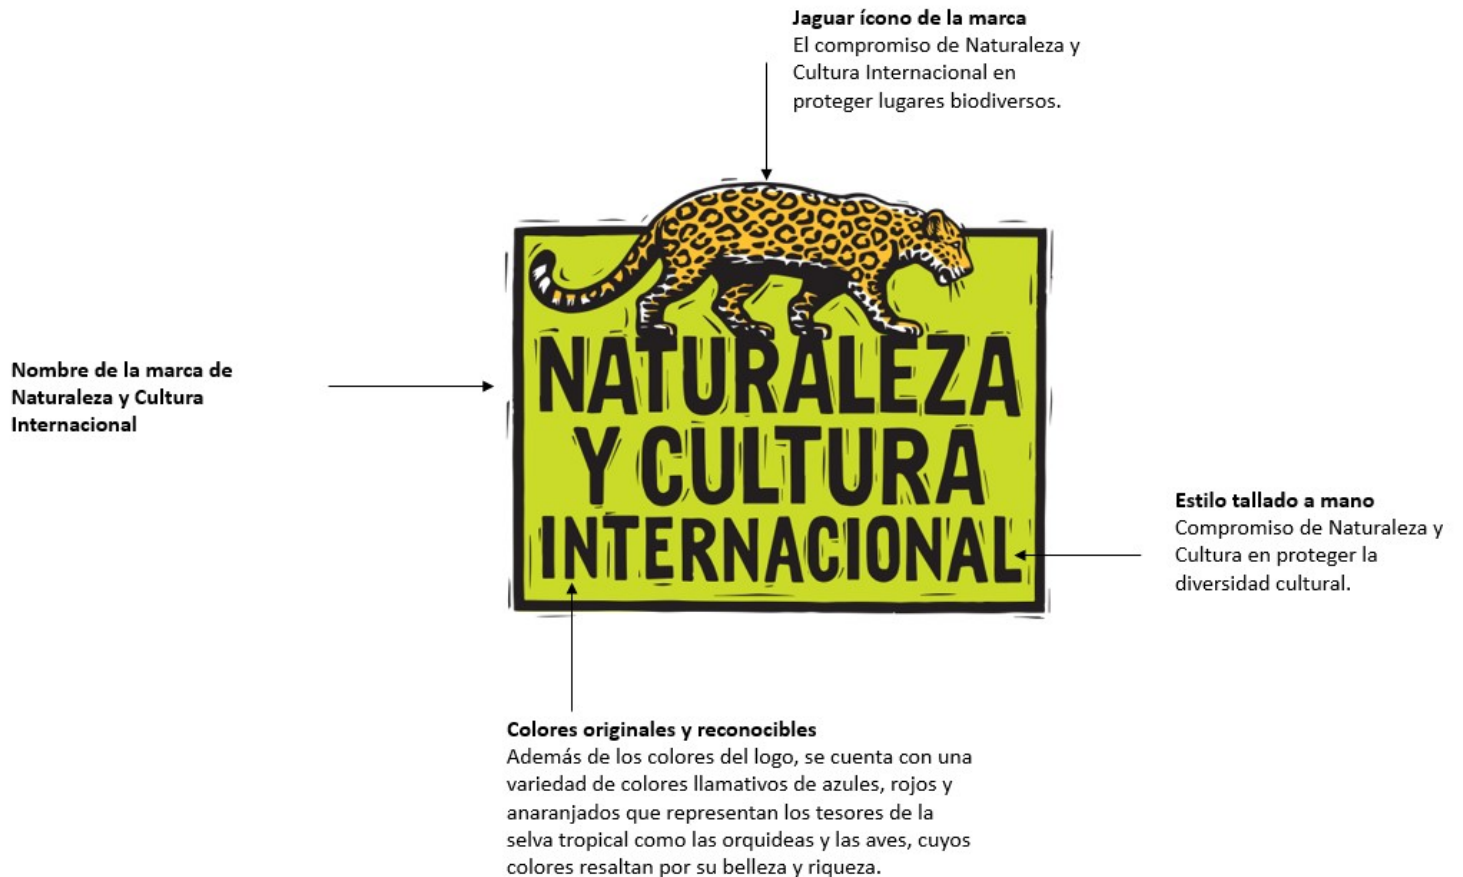 Jaguar ícono de la marca
El compromiso de Naturaleza y
Cultura Internacional en
proteger lugares biodiversos.
NATURALEZA
Y CULTURA
INTERNACIONAL
Nombre de la marca de
Naturaleza y Cultura
Internacional
Estilo tallado a mano
Compromiso de Naturaleza y
Cultura en proteger la
diversidad cultural.
Colores originales y reconocibles
Además de los colores del logo, se cuenta con una
variedad de colores llamativos de azules, rojos y
anaranjados que representan los tesores de la
selva tropical como las orquideas y las aves, cuyos
colores resaltan por su belleza y riqueza.